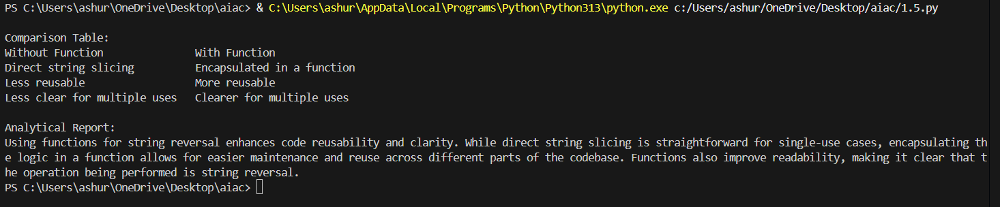 PS C:\Users\ashur\OneDrive\Desktop\aiac> & C:\Users\ashur\AppData\Local\Programs\Python\Python313\python.exe c:/Users/ashur/OneDrive/Desktop/aiac/1.5.py
Comparison Table:
Without Function With Function
Direct string slicing Encapsulated in a function
Less reusable More reusable
Less clear for multiple uses Clearer for multiple uses
Analytical Report:
Using functions for string reversal enhances code reusability and clarity. While direct string slicing is straightforward for single-use cases, encapsulating th
e logic in a function allows for easier maintenance and reuse across different parts of the codebase. Functions also improve readability, making it clear that t
he operation being performed is string reversal.
PS C:\Users\ashur\OneDrive\Desktop\aiac>